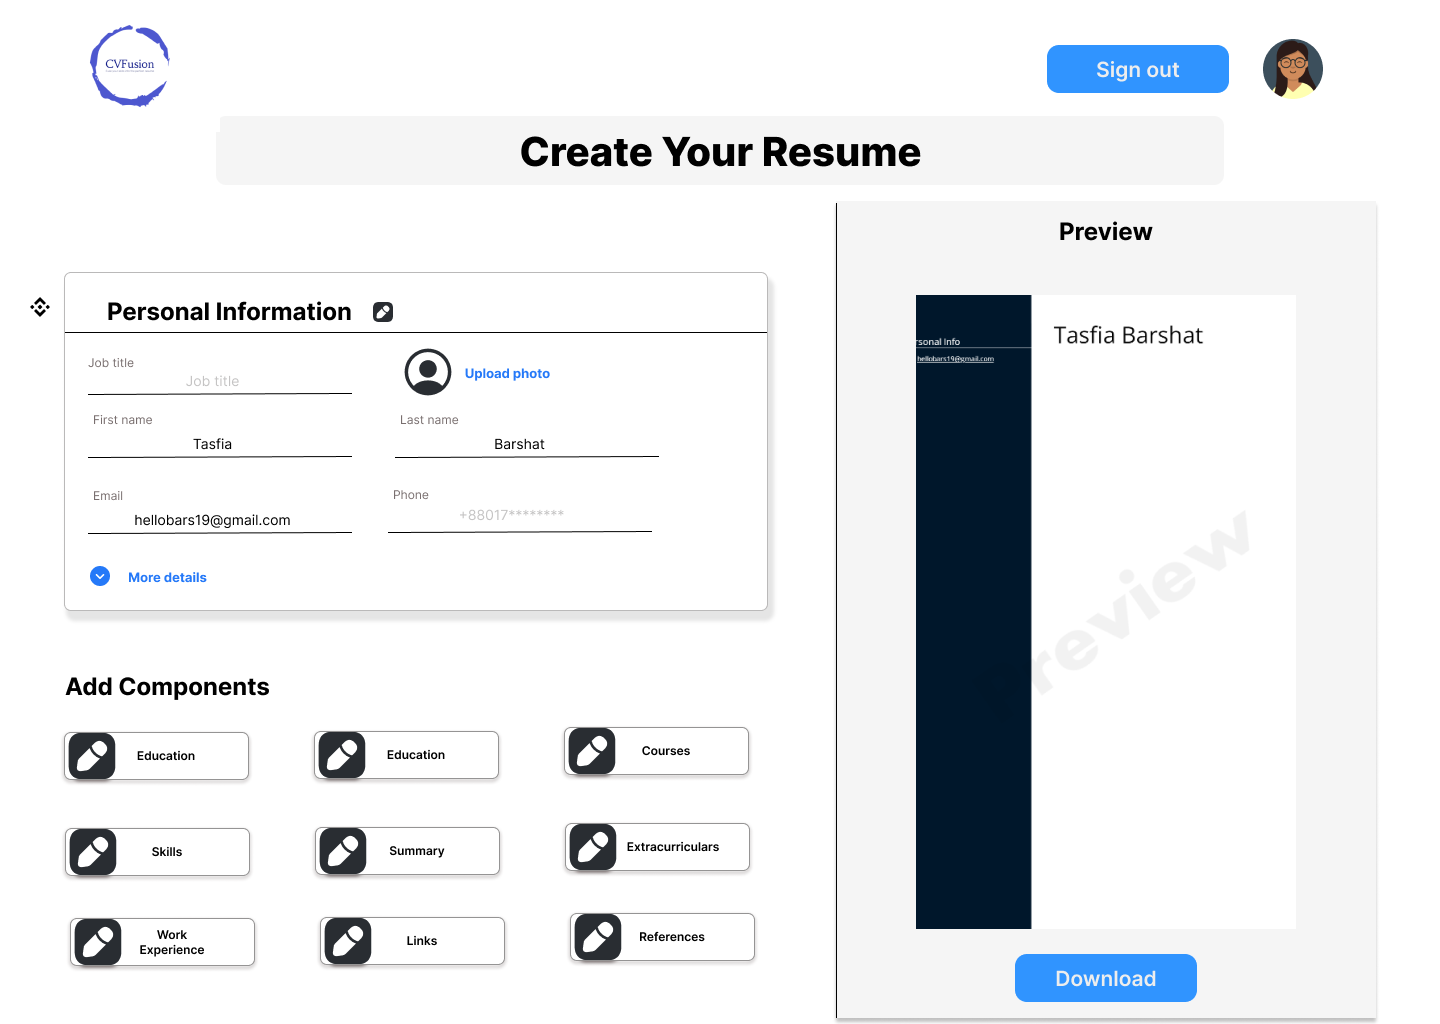 CVFusion
Sign out
Create Your Resume
Preview
Personal Information
Job title
Job title
Upload photo
First name
Last name
Tasfia
Barshat
Email
Phone
hellobars19@gmail.com
+88017********
More details
rsonal Info
hellobars19@gmail.com
Tasfia Barshat
review
Add Components
Education
Education
Courses
Skills
Summary
Extracurriculars
Work
Experience
Links
References
Download